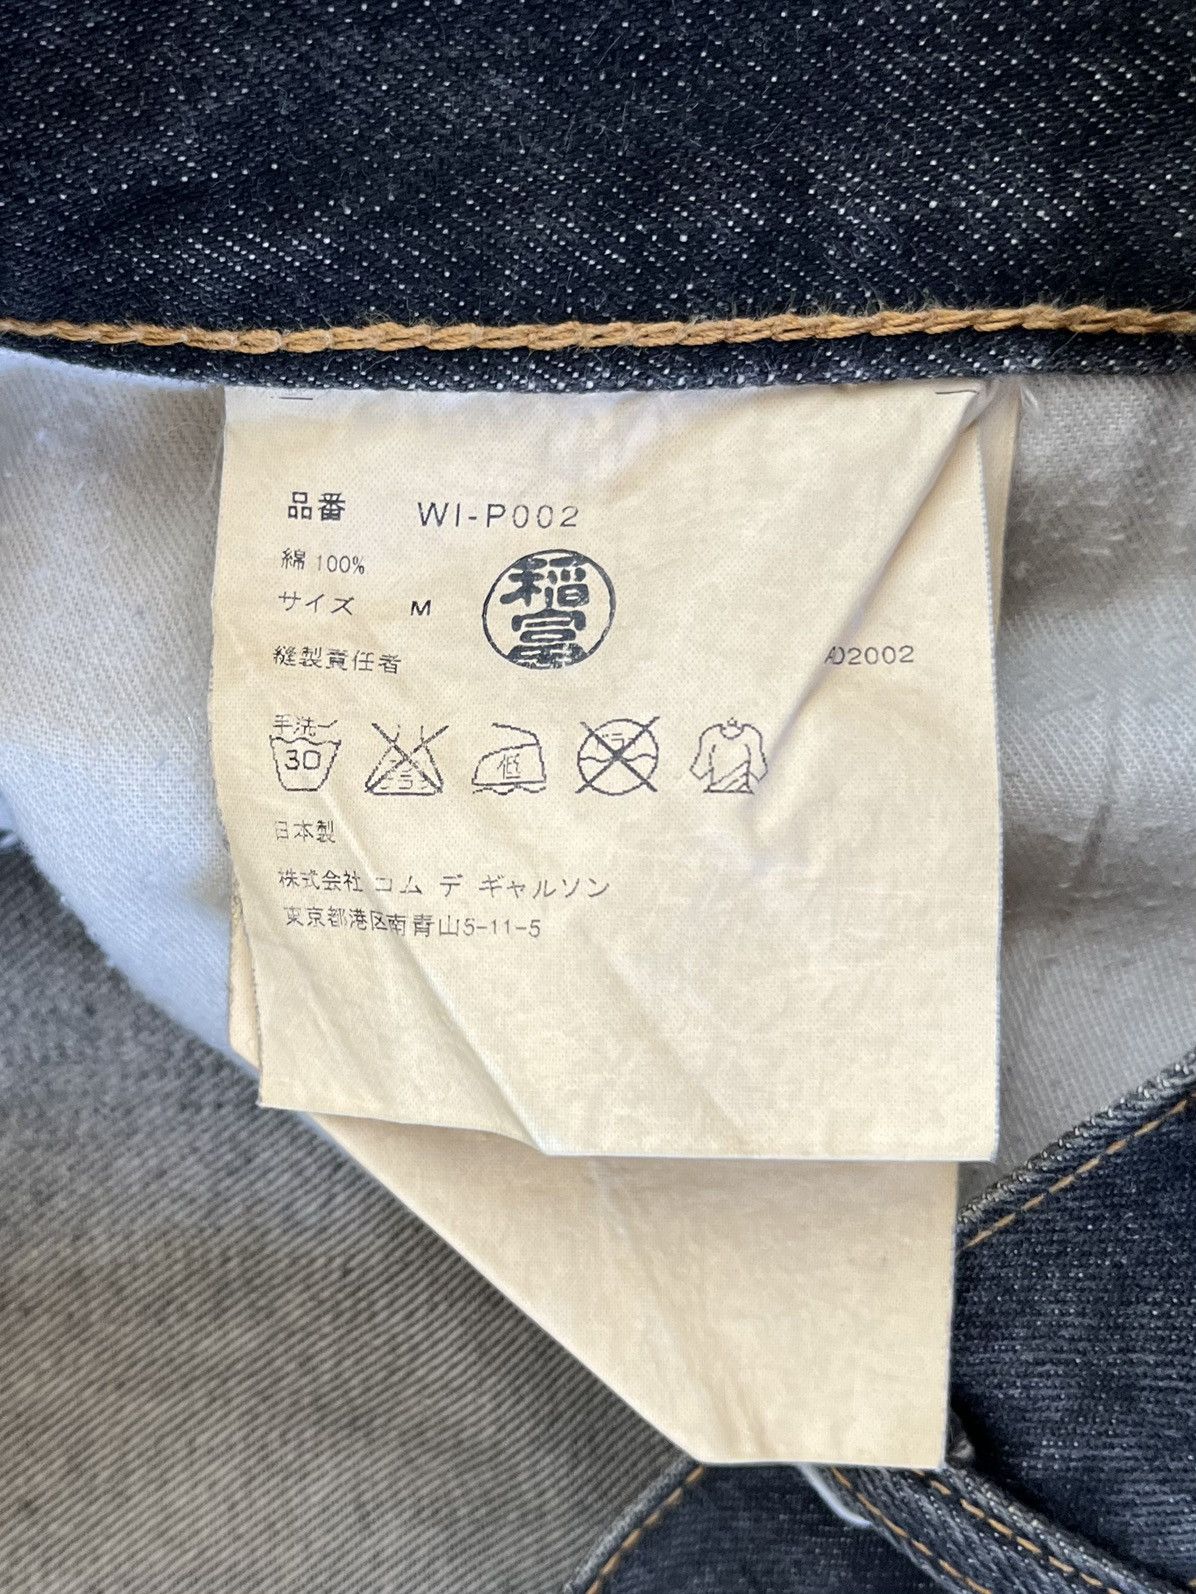 品番 WI-P002
綿 100%
サイズ M
稲宮
縫製責任者
AD2002
手洗イ
30
低
日本製
株式会社 コム デ ギャルソン
東京都港区南青山5-11-5